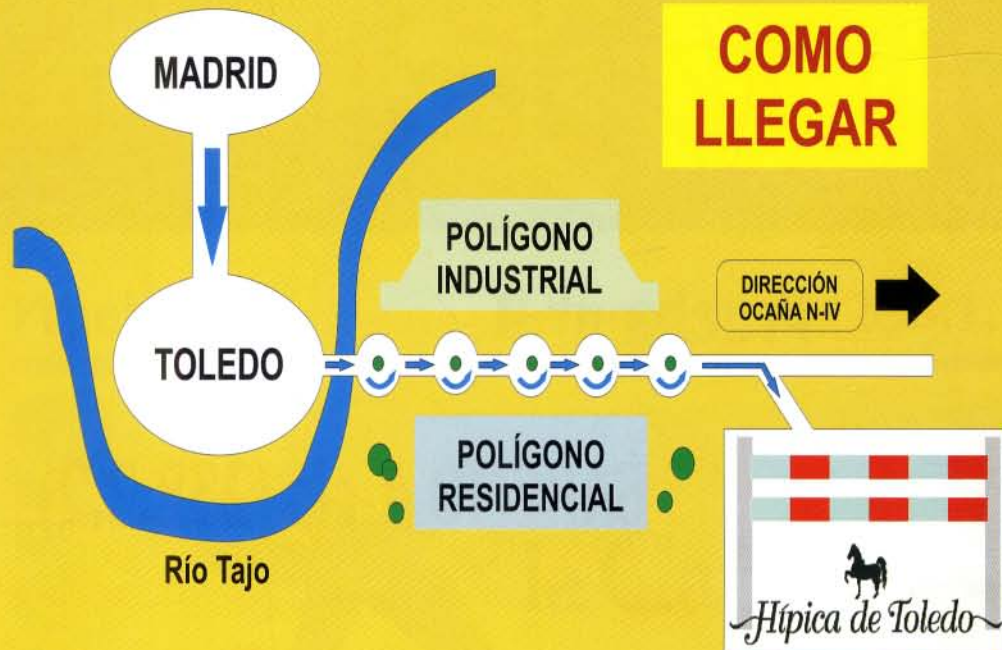 COMO
LLEGAR
MADRID
POLÍGONO
INDUSTRIAL
DIRECCIÓN
OCAÑA N-IV
TOLEDO
POLÍGONO
RESIDENCIAL
Río Tajo
Hípica de Toledo